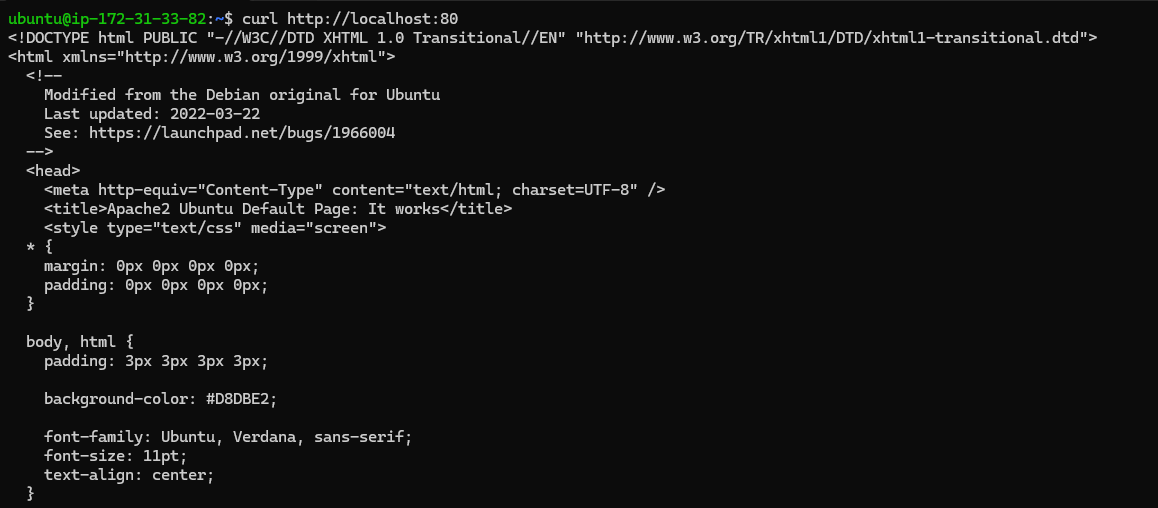 ubuntu@ip-172-31-33-82:~$ curl http://localhost:80
<!DOCTYPE html PUBLIC "-//W3C//DTD XHTML 1.0 Transitional//EN" "http://www.w3.org/TR/xhtml1/DTD/xhtml1-transitional.dtd">
<html xmlns="http://www.w3.org/1999/xhtml">
  <!--
    Modified from the Debian original for Ubuntu
    Last updated: 2022-03-22
    See: https://launchpad.net/bugs/1966004
  -->
  <head>
    <meta http-equiv="Content-Type" content="text/html; charset=UTF-8" />
    <title>Apache2 Ubuntu Default Page: It works</title>
    <style type="text/css" media="screen">
  * {
    margin: 0px 0px 0px 0px;
    padding: 0px 0px 0px 0px;
  }

  body, html {
    padding: 3px 3px 3px 3px;

    background-color: #D8DBE2;

    font-family: Ubuntu, Verdana, sans-serif;
    font-size: 11pt;
    text-align: center;
  }